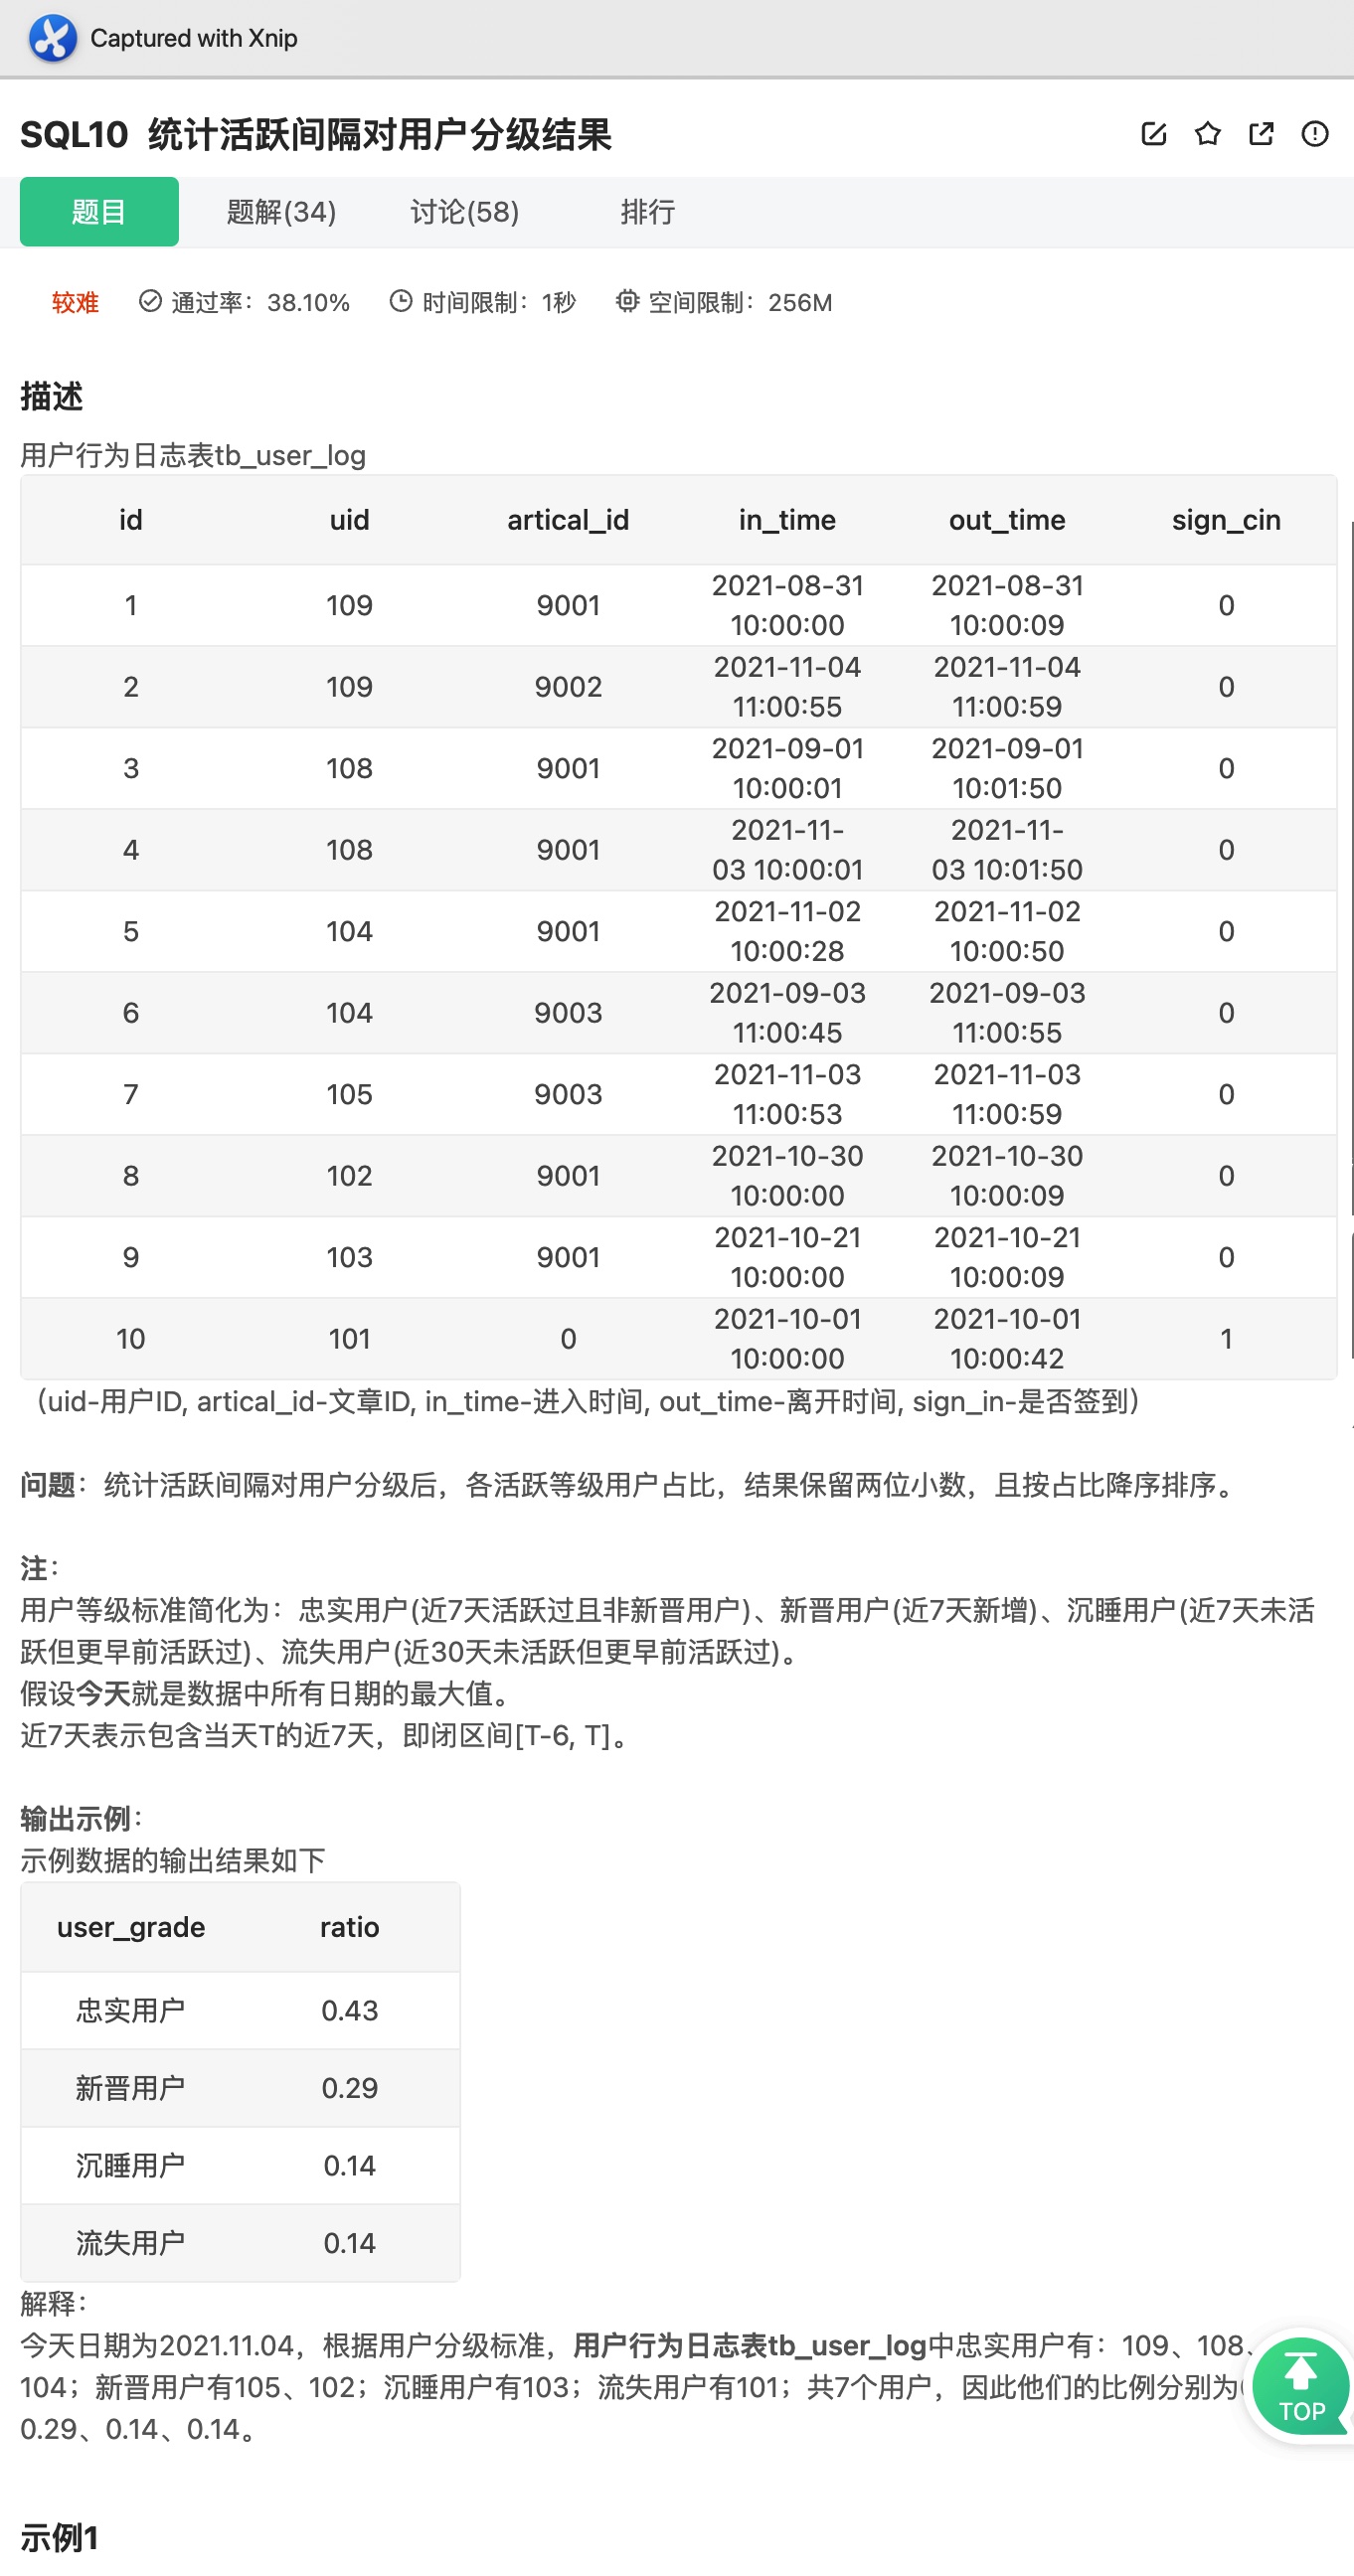 Captured with Xnip
SQL10 统计活跃间隔对用户分级结果
题目 题解(34) 讨论(58) 排行
较难 通过率：38.10% 时间限制：1秒 空间限制：256M
描述
用户行为日志表tb_user_log
id uid artical_id in_time out_time sign_cin
1 109 9001 2021-08-31 10:00:00 2021-08-31 10:00:09 0
2 109 9002 2021-11-04 11:00:55 2021-11-04 11:00:59 0
3 108 9001 2021-09-01 10:00:01 2021-09-01 10:01:50 0
4 108 9001 2021-11-03 10:00:01 2021-11-03 10:01:50 0
5 104 9001 2021-11-02 10:00:28 2021-11-02 10:00:50 0
6 104 9003 2021-09-03 11:00:45 2021-09-03 11:00:55 0
7 105 9003 2021-11-03 11:00:53 2021-11-03 11:00:59 0
8 102 9001 2021-10-30 10:00:00 2021-10-30 10:00:09 0
9 103 9001 2021-10-21 10:00:00 2021-10-21 10:00:09 0
10 101 0 2021-10-01 10:00:00 2021-10-01 10:00:42 1
（uid-用户ID, artical_id-文章ID, in_time-进入时间, out_time-离开时间, sign_in-是否签到）
问题：统计活跃间隔对用户分级后，各活跃等级用户占比，结果保留两位小数，且按占比降序排序。
注：
用户等级标准简化为：忠实用户(近7天活跃过且非新晋用户)、新晋用户(近7天新增)、沉睡用户(近7天未活
跃但更早前活跃过)、流失用户(近30天未活跃但更早前活跃过)。
假设今天就是数据中所有日期的最大值。
近7天表示包含当天T的近7天，即闭区间[T-6, T]。
输出示例：
示例数据的输出结果如下
user_grade ratio
忠实用户 0.43
新晋用户 0.29
沉睡用户 0.14
流失用户 0.14
解释：
今天日期为2021.11.04，根据用户分级标准，用户行为日志表tb_user_log中忠实用户有：109、108、
104；新晋用户有105、102；沉睡用户有103；流失用户有101；共7个用户，因此他们的比例分别为
0.29、0.14、0.14。
TOP
示例1